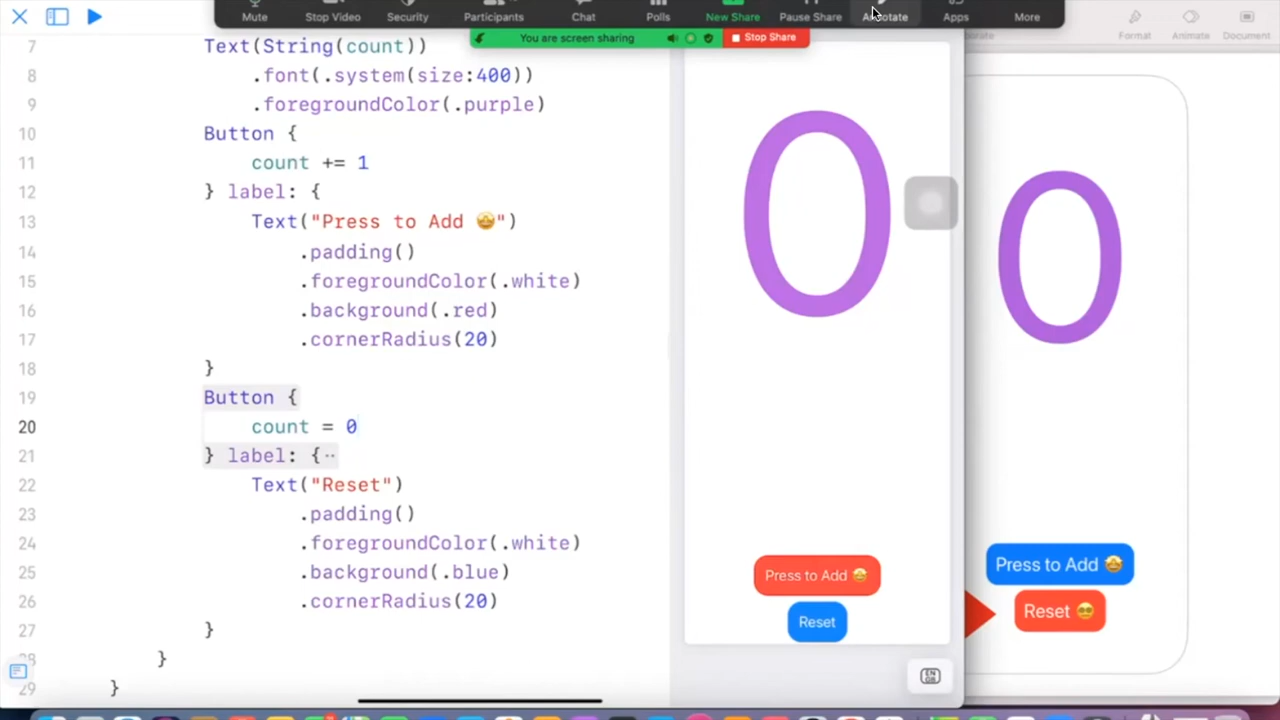 Mute
Stop Video
Security
Participants
Chat
Polls
New Share
Pause Share
Annotate
Apps
More
You are screen sharing
Stop Share
Format
Animate
Document
7 Text(String(count))
8 .font(.system(size:400))
9 .foregroundColor(.purple)
10 Button {
11 count += 1
12 } label: {
13 Text("Press to Add 🤩")
14 .padding()
15 .foregroundColor(.white)
16 .background(.red)
17 .cornerRadius(20)
18 }
19 Button {
20 count = 0
21 } label: {
22 Text("Reset")
23 .padding()
24 .foregroundColor(.white)
25 .background(.blue)
26 .cornerRadius(20)
27 }
28 }
29 }
0
Press to Add 🤩
Reset
EN
GB
0
Press to Add 🤩
Reset